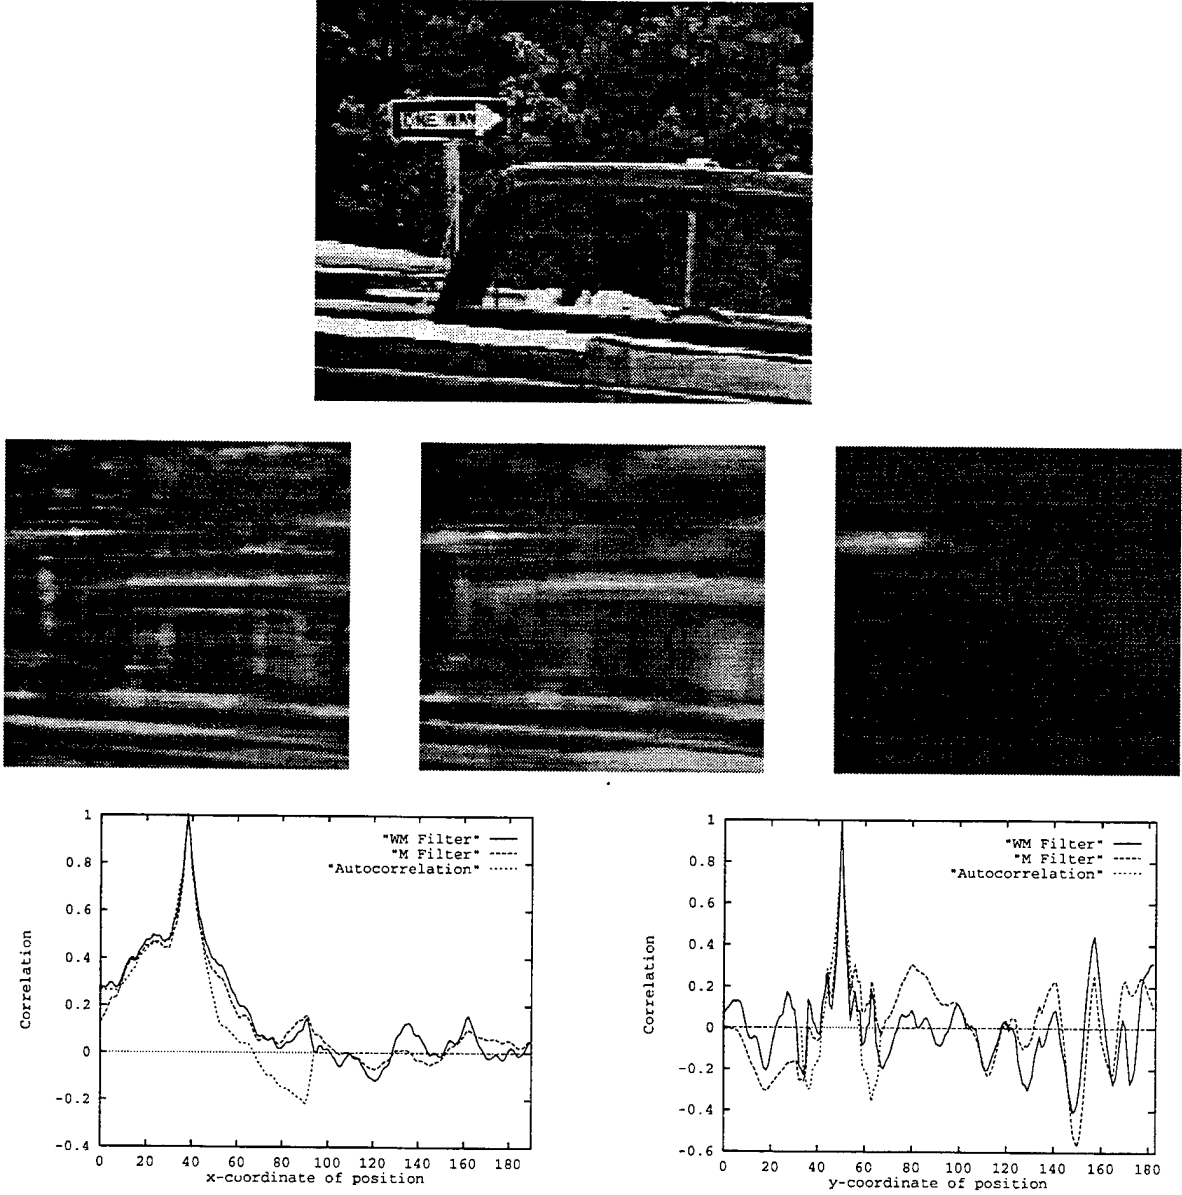 ONE WAY
1
0.8
0.6
0.4
0.2
0
-0.2
-0.4
Correlation
"WM Filter"
"M Filter"
"Autocorrelation"
0 20 40 60 80 100 120 140 160
x-coordinate of position
1
0.8
0.6
0.4
0.2
0
-0.2
-0.4
-0.6
Correlation
"WM Filter"
"M Filter"
"Autocorrelation"
0 20 40 60 80 100 120 140 160 180
y-coordinate of position